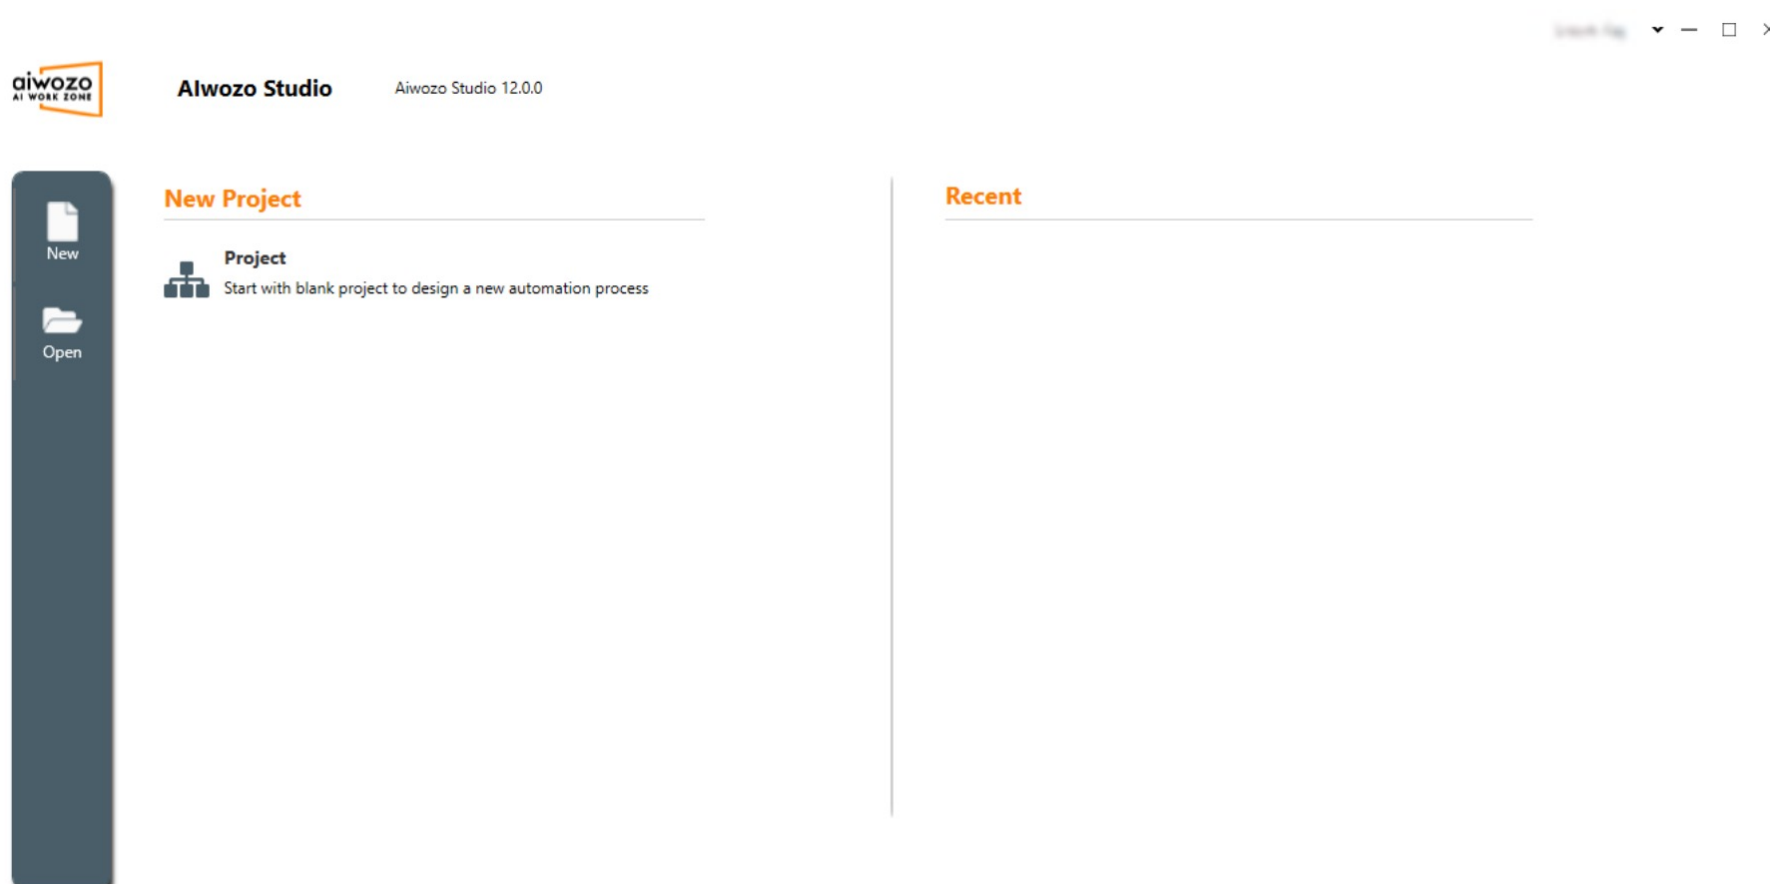 aiwozo
AI WORK ZONE
AIwozo Studio
Aiwozo Studio 12.0.0
New
Open
New Project
Project
Start with blank project to design a new automation process
Recent